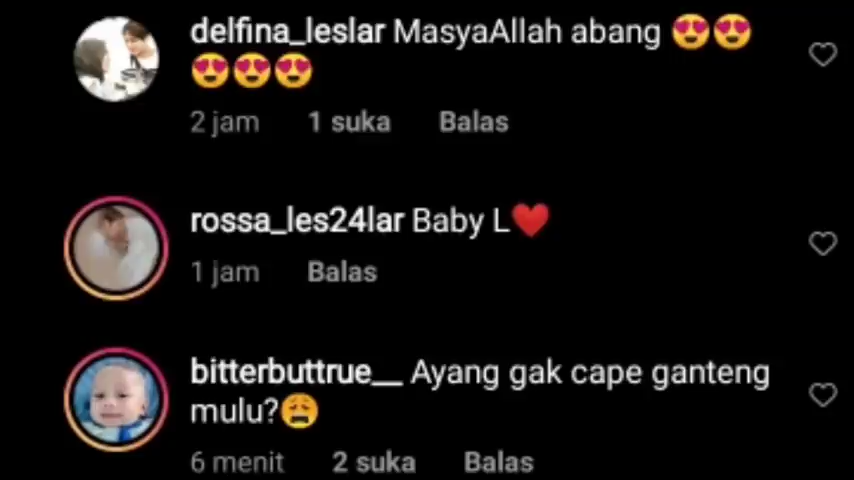 delfina_leslar MasyaAllah abang 😍😍
😍😍😍
2 jam 1 suka Balas
rossa_les24lar Baby L❤️
1 jam Balas
bitterbuttrue__ Ayang gak cape ganteng
mulu?😩
6 menit 2 suka Balas